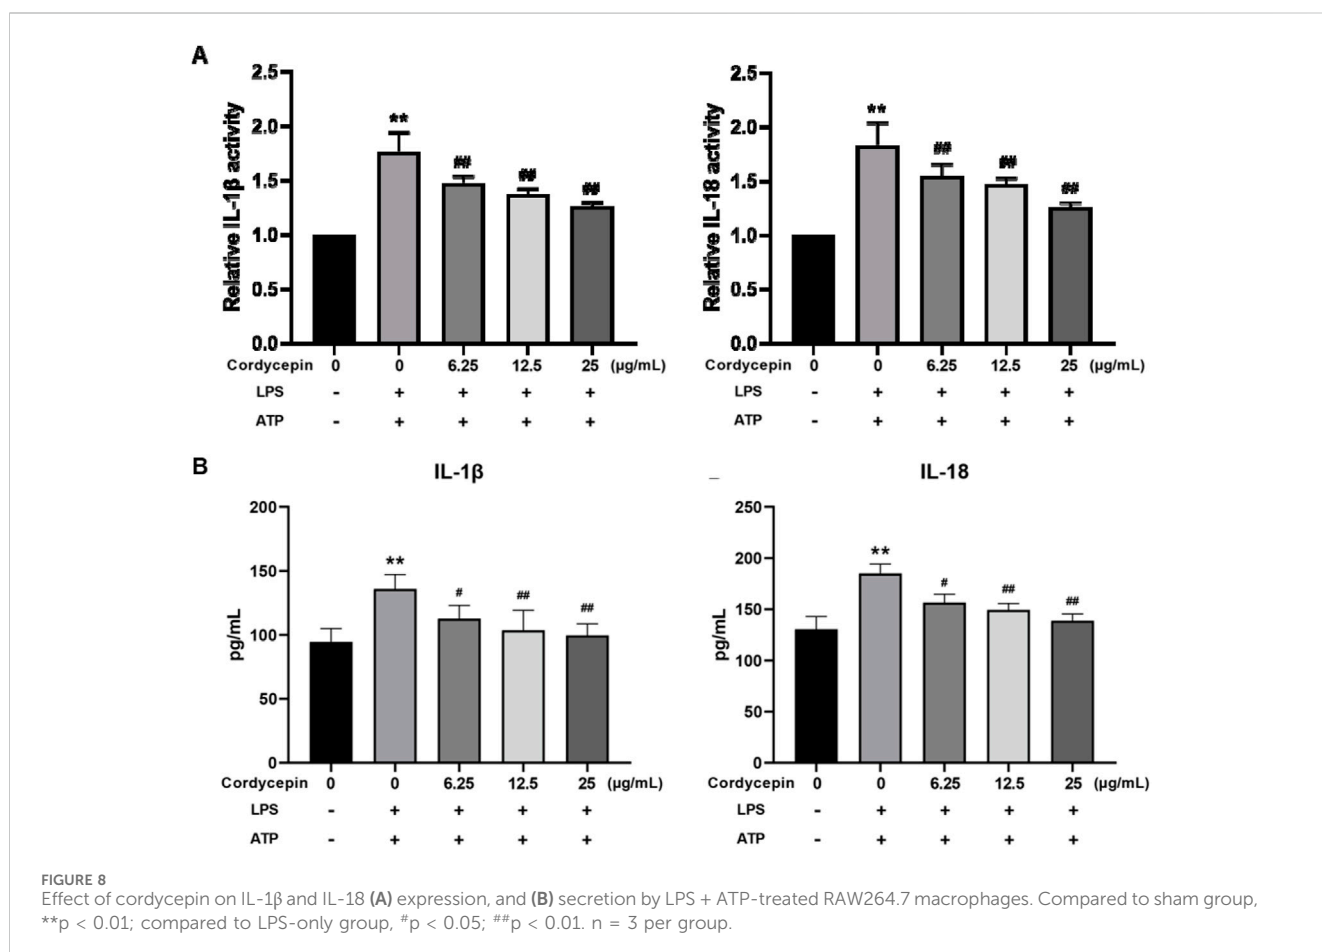 A
Relative IL-1β activity
2.5
2.0
1.5
1.0
0.5
0.0
**
##
##
##
Cordycepin 0 0 6.25 12.5 25 (μg/mL)
LPS - + + + +
ATP - + + + +
Relative IL-18 activity
2.5
2.0
1.5
1.0
0.5
0.0
**
##
##
##
Cordycepin 0 0 6.25 12.5 25 (μg/mL)
LPS - + + + +
ATP - + + + +
B
IL-1β
pg/mL
200
150
100
50
0
**
#
##
##
Cordycepin 0 0 6.25 12.5 25 (μg/mL)
LPS - + + + +
ATP - + + + +
IL-18
pg/mL
250
200
150
100
50
0
**
#
##
##
Cordycepin 0 0 6.25 12.5 25 (μg/mL)
LPS - + + + +
ATP - + + + +
FIGURE 8
Effect of cordycepin on IL-1β and IL-18 (A) expression, and (B) secretion by LPS + ATP-treated RAW264.7 macrophages. Compared to sham group,
**p < 0.01; compared to LPS-only group, #p < 0.05; ##p < 0.01. n = 3 per group.